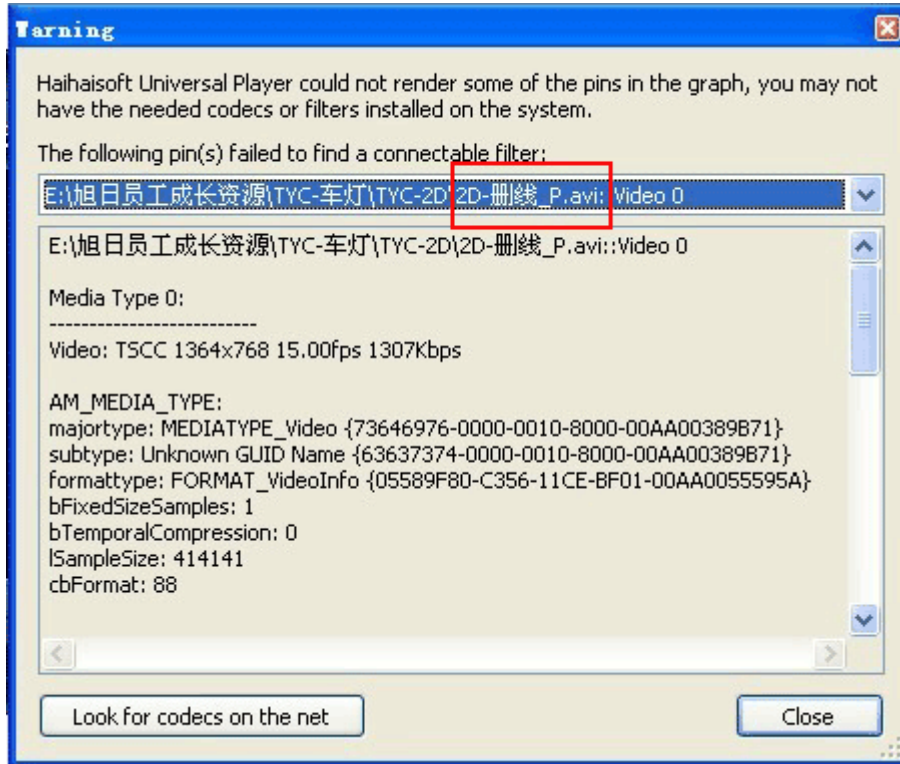 Warning
Haihaisoft Universal Player could not render some of the pins in the graph, you may not
have the needed codecs or filters installed on the system.
The following pin(s) failed to find a connectable filter:
E:\旭日员工成长资源\TYC-车灯\TYC-2D\2D-删线_P.avi::Video 0
E:\旭日员工成长资源\TYC-车灯\TYC-2D\2D-删线_P.avi::Video 0
Media Type 0:
--------------------------
Video: TSCC 1364x768 15.00fps 1307Kbps
AM_MEDIA_TYPE:
majortype: MEDIATYPE_Video {73646976-0000-0010-8000-00AA00389B71}
subtype: Unknown GUID Name {63637374-0000-0010-8000-00AA00389B71}
formattype: FORMAT_VideoInfo {05589F80-C356-11CE-BF01-00AA0055595A}
bFixedSizeSamples: 1
bTemporalCompression: 0
lSampleSize: 414141
cbFormat: 88
Look for codecs on the net
Close